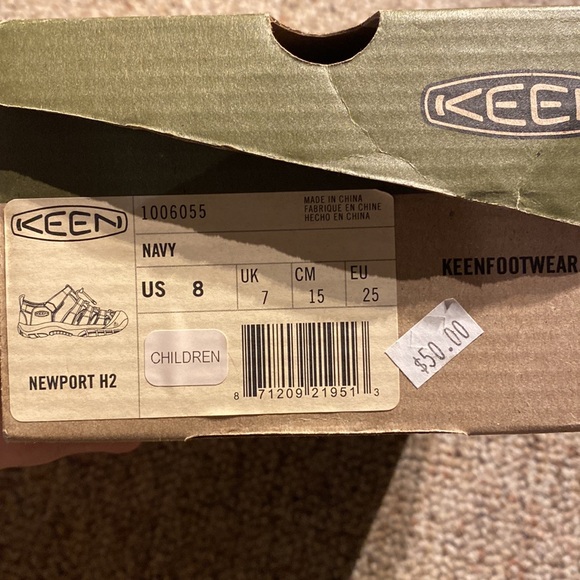 KEEN
KEEN
1006055
MADE IN CHINA
FABRIQUE EN CHINE
HECHO EN CHINA
NAVY
US 8
UK 7
CM 15
EU 25
KEENFOOTWEAR
$50.00
NEWPORT H2
CHILDREN
8 71209 21951 3